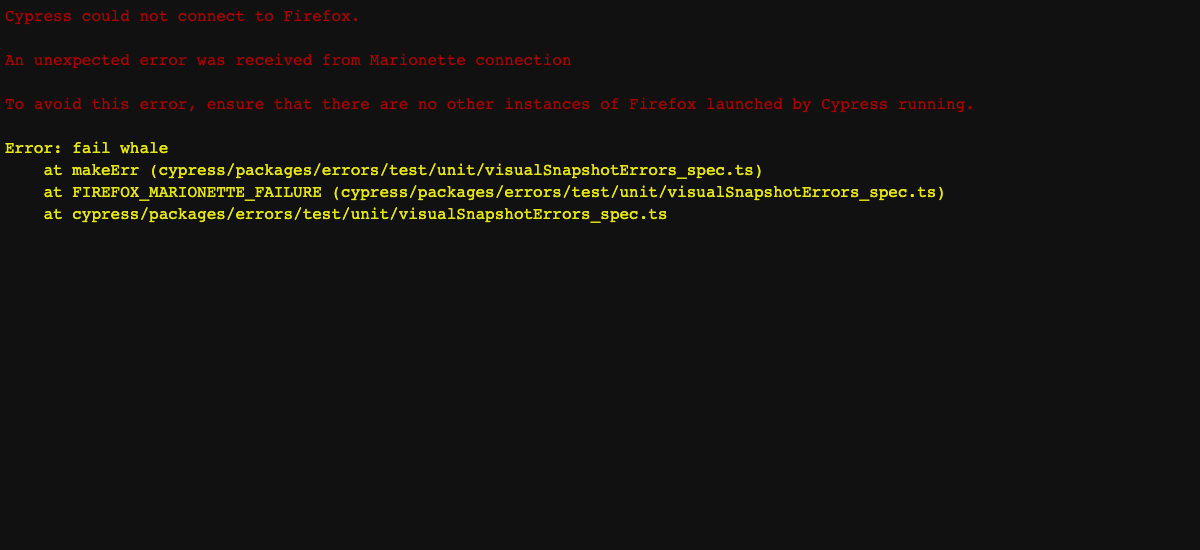 Cypress could not connect to Firefox.
An unexpected error was received from Marionette connection
To avoid this error, ensure that there are no other instances of Firefox launched by Cypress running.
Error: fail whale
at makeErr (cypress/packages/errors/test/unit/visualSnapshotErrors_spec.ts)
at FIREFOX_MARIONETTE_FAILURE (cypress/packages/errors/test/unit/visualSnapshotErrors_spec.ts)
at cypress/packages/errors/test/unit/visualSnapshotErrors_spec.ts